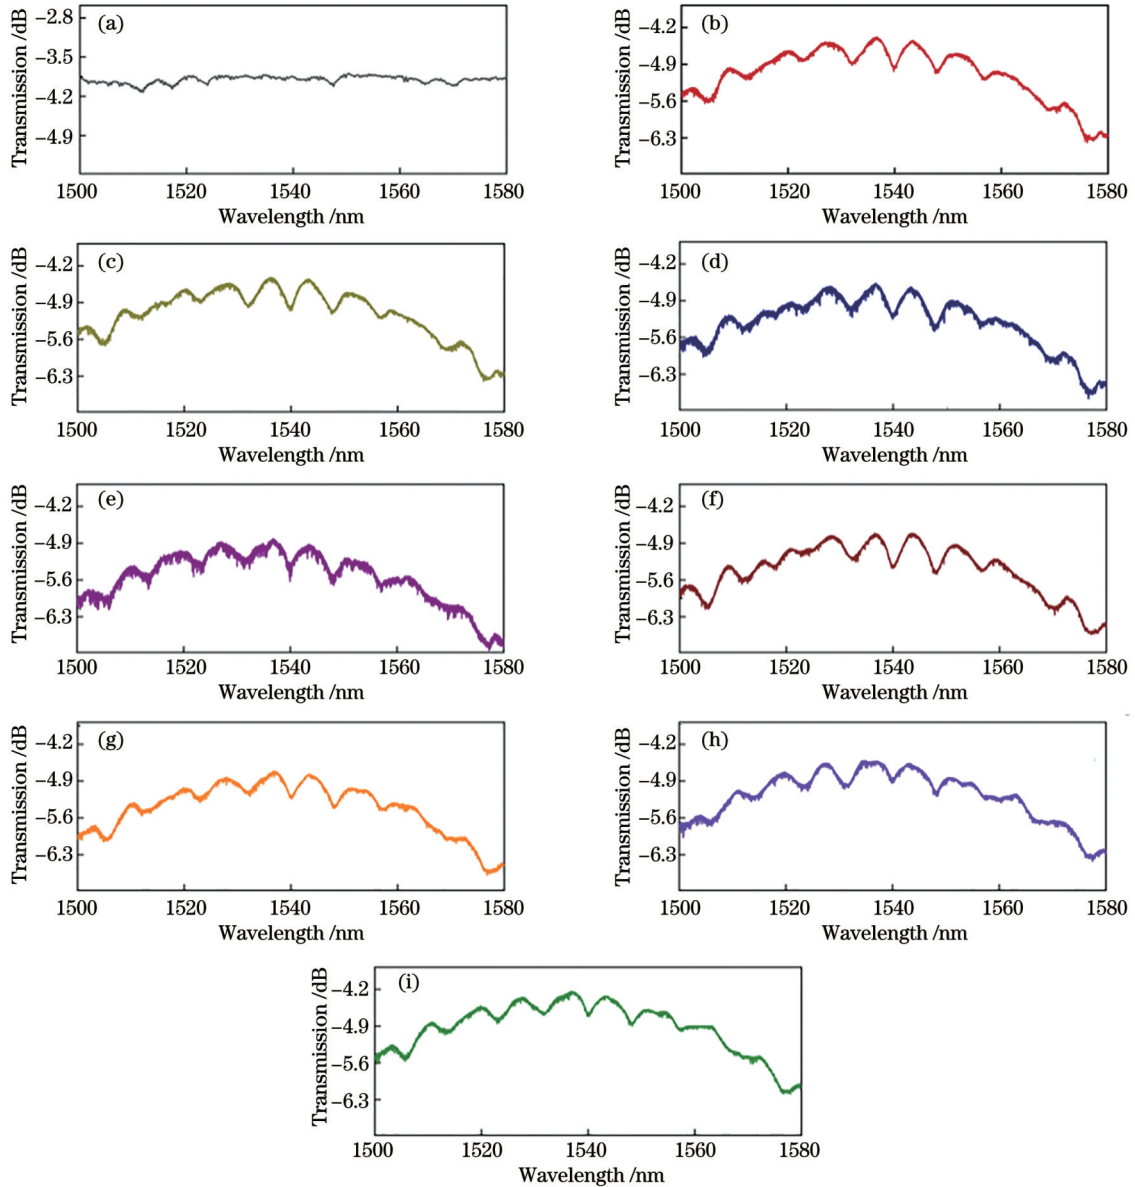 (a)
Transmission /dB
−2.8
−3.5
−4.2
−4.9
1500 1520 1540 1560 1580
Wavelength /nm
(b)
Transmission /dB
−4.2
−4.9
−5.6
−6.3
1500 1520 1540 1560 1580
Wavelength /nm
(c)
Transmission /dB
−4.2
−4.9
−5.6
−6.3
1500 1520 1540 1560 1580
Wavelength /nm
(d)
Transmission /dB
−4.2
−4.9
−5.6
−6.3
1500 1520 1540 1560 1580
Wavelength /nm
(e)
Transmission /dB
−4.2
−4.9
−5.6
−6.3
1500 1520 1540 1560 1580
Wavelength /nm
(f)
Transmission /dB
−4.2
−4.9
−5.6
−6.3
1500 1520 1540 1560 1580
Wavelength /nm
(g)
Transmission /dB
−4.2
−4.9
−5.6
−6.3
1500 1520 1540 1560 1580
Wavelength /nm
(h)
Transmission /dB
−4.2
−4.9
−5.6
−6.3
1500 1520 1540 1560 1580
Wavelength /nm
(i)
Transmission /dB
−4.2
−4.9
−5.6
−6.3
1500 1520 1540 1560 1580
Wavelength /nm